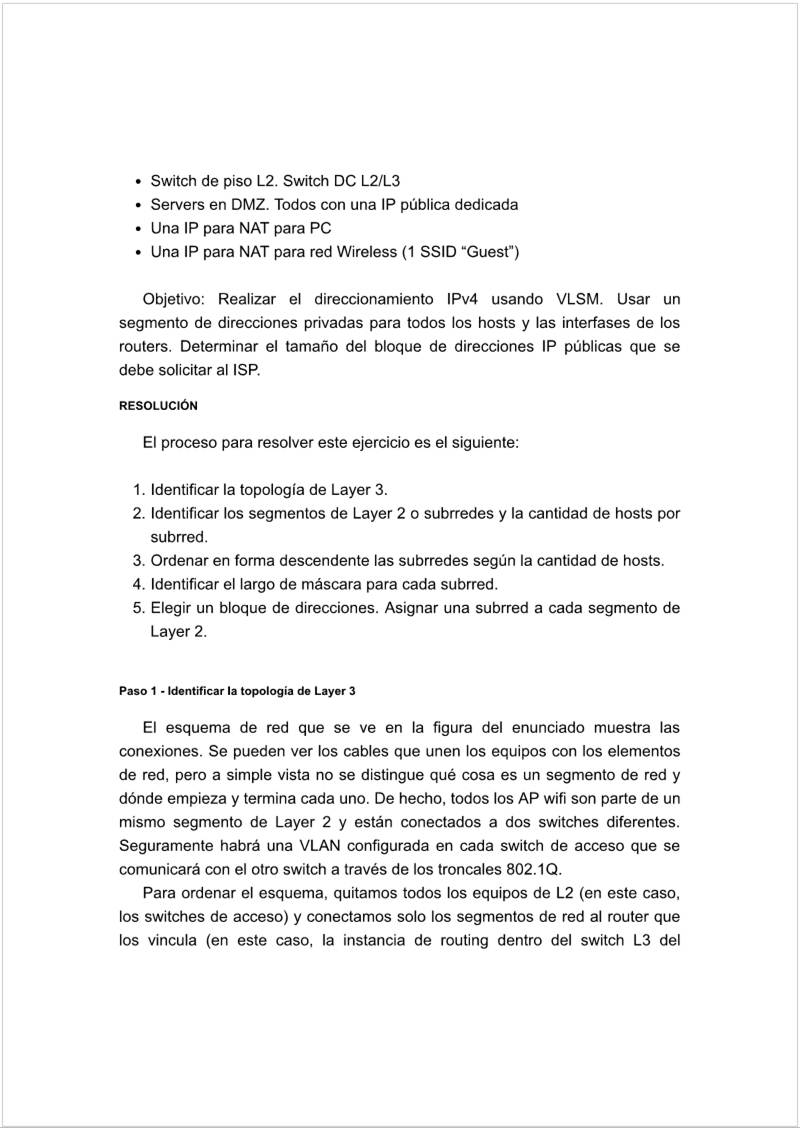 • Switch de piso L2. Switch DC L2/L3
• Servers en DMZ. Todos con una IP pública dedicada
• Una IP para NAT para PC
• Una IP para NAT para red Wireless (1 SSID “Guest”)
Objetivo: Realizar el direccionamiento IPv4 usando VLSM. Usar un
segmento de direcciones privadas para todos los hosts y las interfases de los
routers. Determinar el tamaño del bloque de direcciones IP públicas que se
debe solicitar al ISP.
RESOLUCIÓN
El proceso para resolver este ejercicio es el siguiente:
1. Identificar la topología de Layer 3.
2. Identificar los segmentos de Layer 2 o subrredes y la cantidad de hosts por
subrred.
3. Ordenar en forma descendente las subrredes según la cantidad de hosts.
4. Identificar el largo de máscara para cada subrred.
5. Elegir un bloque de direcciones. Asignar una subrred a cada segmento de
Layer 2.
Paso 1 - Identificar la topología de Layer 3
El esquema de red que se ve en la figura del enunciado muestra las
conexiones. Se pueden ver los cables que unen los equipos con los elementos
de red, pero a simple vista no se distingue qué cosa es un segmento de red y
dónde empieza y termina cada uno. De hecho, todos los AP wifi son parte de un
mismo segmento de Layer 2 y están conectados a dos switches diferentes.
Seguramente habrá una VLAN configurada en cada switch de acceso que se
comunicará con el otro switch a través de los troncales 802.1Q.
Para ordenar el esquema, quitamos todos los equipos de L2 (en este caso,
los switches de acceso) y conectamos solo los segmentos de red al router que
los vincula (en este caso, la instancia de routing dentro del switch L3 del